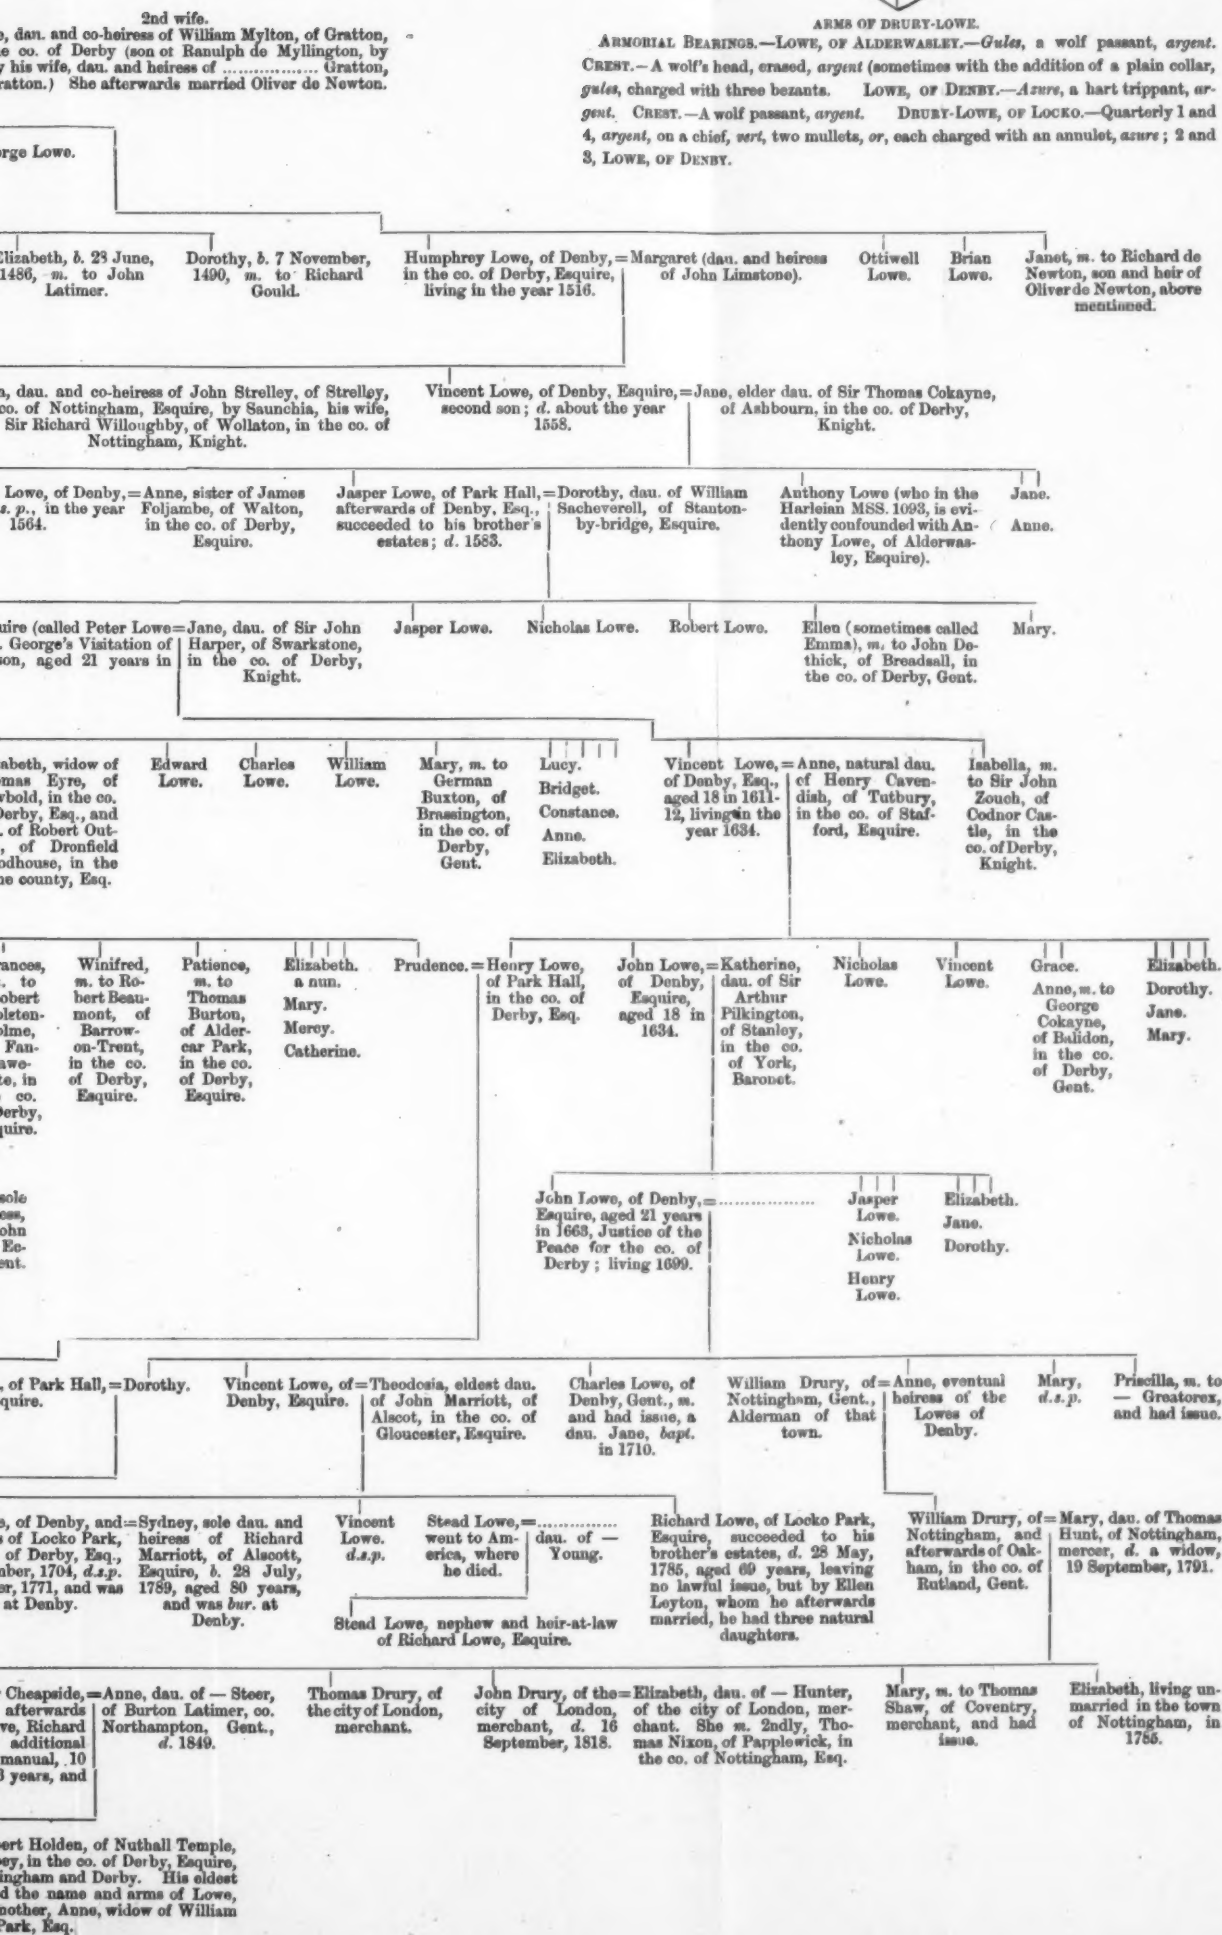 2nd wife.
dau. and co-heiress of William Mylton, of Gratton,
co. of Derby (son of Ranulph de Myllington, by
his wife, dau. and heiress of .................. Gratton,
She afterwards married Oliver de Newton.
ARMS OF DRURY-LOWE.
ARMORIAL BEARINGS.—LOWE, OF ALDERWASLEY.—Gules, a wolf passant, argent.
CREST.—A wolf's head, erased, argent (sometimes with the addition of a plain collar,
gules, charged with three bezants. LOWE, OF DENBY.—Azure, a hart trippant, ar-
gent. CREST.—A wolf passant, argent. DRURY-LOWE, OF LOCKO.—Quarterly 1 and
4, argent, on a chief, vert, two mullets, or, each charged with an annulet, azure; 2 and
3, LOWE, OF DENBY.
orge Lowe.
Elizabeth, b. 23 June,
1486, m. to John
Latimer.
Dorothy, b. 7 November,
1490, m. to Richard
Gould.
Humphrey Lowe, of Denby,=
in the co. of Derby, Esquire,
living in the year 1516.
Margaret (dau. and heiress
of John Limstone).
Ottiwell
Lowe.
Brian
Lowe.
Janet, m. to Richard de
Newton, son and heir of
Oliver de Newton, above
mentioned.
dau. and co-heiress of John Strelley, of Strelley,
co. of Nottingham, Esquire, by Saunchia, his wife,
Sir Richard Willoughby, of Wollaton, in the co. of
Nottingham, Knight.
Vincent Lowe, of Denby, Esquire,=
second son; d. about the year
1558.
Jane, elder dau. of Sir Thomas Cokayne,
of Ashbourn, in the co. of Derby,
Knight.
Lowe, of Denby,=
s. p., in the year
1564.
Anne, sister of James
Foljambe, of Walton,
in the co. of Derby,
Esquire.
Jasper Lowe, of Park Hall,=
afterwards of Denby, Esq.,
succeeded to his brother's
estates; d. 1583.
Dorothy, dau. of William
Sacheverell, of Stanton-
by-bridge, Esquire.
Anthony Lowe (who in the
Harleian MSS. 1093, is evi-
dently confounded with An-
thony Lowe, of Alderwas-
ley, Esquire).
Jane.
Anne.
uire (called Peter Lowe=
George's Visitation of
son, aged 21 years in
Jane, dau. of Sir John
Harper, of Swarkstone,
in the co. of Derby,
Knight.
Jasper Lowe.
Nicholas Lowe.
Robert Lowe.
Ellen (sometimes called
Emma), m. to John De-
thick, of Breadsall, in
the co. of Derby, Gent.
Mary.
abeth, widow of
mas Eyre, of
bold, in the co.
Derby, Esq., and
of Robert Out-
, of Dronfield
odhouse, in the
county, Esq.
Edward
Lowe.
Charles
Lowe.
William
Lowe.
Mary, m. to
German
Buxton, of
Brassington,
in the co. of
Derby,
Gent.
Lucy.
Bridget.
Constance.
Anne.
Elizabeth.
Vincent Lowe,=
of Denby, Esq.,
aged 18 in 1611-
12, living in the
year 1634.
Anne, natural dau.
of Henry Caven-
dish, of Tutbury,
in the co. of Staf-
ford, Esquire.
Isabella, m.
to Sir John
Zouch, of
Codnor Cas-
tle, in the
co. of Derby,
Knight.
ances,
. to
obert
leton-
olme,
Fan-
awe-
te, in
co.
Derby,
quire.
Winifred,
m. to Ro-
bert Beau-
mont, of
Barrow-
on-Trent,
in the co.
of Derby,
Esquire.
Patience,
m. to
Thomas
Burton,
of Alder-
car Park,
in the co.
of Derby,
Esquire.
Elizabeth.
a nun.
Mary.
Mercy.
Catherine.
Prudence.=
Henry Lowe,
of Park Hall,
in the co. of
Derby, Esq.
John Lowe,=
of Denby,
Esquire,
aged 18 in
1634.
Katherine,
dau. of Sir
Arthur
Pilkington,
of Stanley,
in the co.
of York,
Baronet.
Nicholas
Lowe.
Vincent
Lowe.
Grace.
Anne, m. to
George
Cokayne,
of Balidon,
in the co.
of Derby,
Gent.
Elizabeth.
Dorothy.
Jane.
Mary.
sole
ess,
ohn
Ec-
ent.
John Lowe, of Denby,=..................
Esquire, aged 21 years
in 1663, Justice of the
Peace for the co. of
Derby; living 1699.
Jasper
Lowe.
Nicholas
Lowe.
Henry
Lowe.
Elizabeth.
Jane.
Dorothy.
, of Park Hall,=Dorothy.
quire.
Vincent Lowe, of=
Denby, Esquire.
Theodosia, eldest dau.
of John Marriott, of
Alscot, in the co. of
Gloucester, Esquire.
Charles Lowe, of
Denby, Gent., m.
and had issue, a
dau. Jane, bapt.
in 1710.
William Drury, of=
Nottingham, Gent.,
Alderman of that
town.
Anne, eventual
heiress of the
Lowes of
Denby.
Mary,
d.s.p.
Priscilla, m. to
— Greatorex,
and had issue.
, of Denby, and=
of Locko Park,
of Derby, Esq.,
ber, 1704, d.s.p.
er, 1771, and was
at Denby.
Sydney, sole dau. and
heiress of Richard
Marriott, of Alscott,
Esquire, b. 28 July,
1789, aged 80 years,
and was bur. at
Denby.
Vincent
Lowe.
d.s.p.
Stead Lowe,=..................
went to Am-
erica, where
he died.
dau. of —
Young.
Stead Lowe, nephew and heir-at-law
of Richard Lowe, Esquire.
Richard Lowe, of Locko Park,
Esquire, succeeded to his
brother's estates, d. 28 May,
1785, aged 69 years, leaving
no lawful issue, but by Ellen
Leyton, whom he afterwards
married, he had three natural
daughters.
William Drury, of=
Nottingham, and
afterwards of Oak-
ham, in the co. of
Rutland, Gent.
Mary, dau. of Thomas
Hunt, of Nottingham,
mercer, d. a widow,
19 September, 1791.
Cheapside,=
afterwards
ve, Richard
additional
manual, 10
years, and
Anne, dau. of — Steer,
of Burton Latimer, co.
Northampton, Gent.,
d. 1849.
Thomas Drury, of
the city of London,
merchant.
John Drury, of the=
city of London,
merchant, d. 16
September, 1818.
Elizabeth, dau. of — Hunter,
of the city of London, mer-
chant. She m. 2ndly, Tho-
mas Nixon, of Papplewick, in
the co. of Nottingham, Esq.
Mary, m. to Thomas
Shaw, of Coventry,
merchant, and had
issue.
Elizabeth, living un-
married in the town
of Nottingham, in
1785.
ert Holden, of Nuthall Temple,
ey, in the co. of Derby, Esquire,
ingham and Derby. His eldest
d the name and arms of Lowe,
mother, Anne, widow of William
Park, Esq.